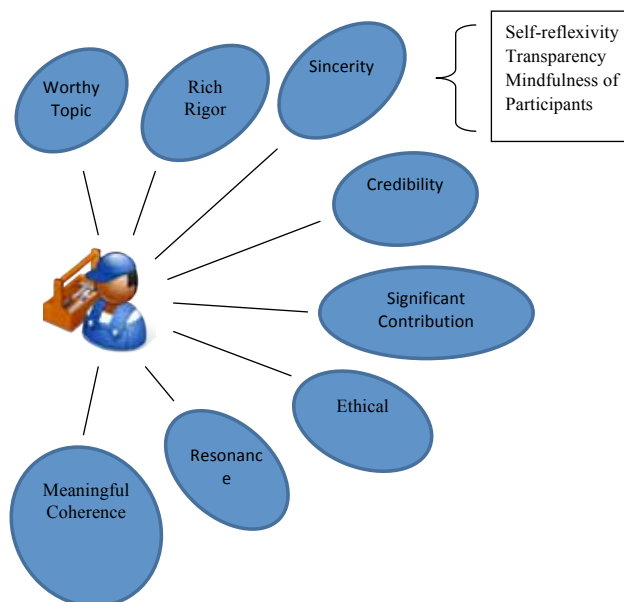 Worthy
Topic
Rich
Rigor
Sincerity
Self-reflexivity
Transparency
Mindfulness of
Participants
Credibility
Significant
Contribution
Ethical
Resonanc
e
Meaningful
Coherence